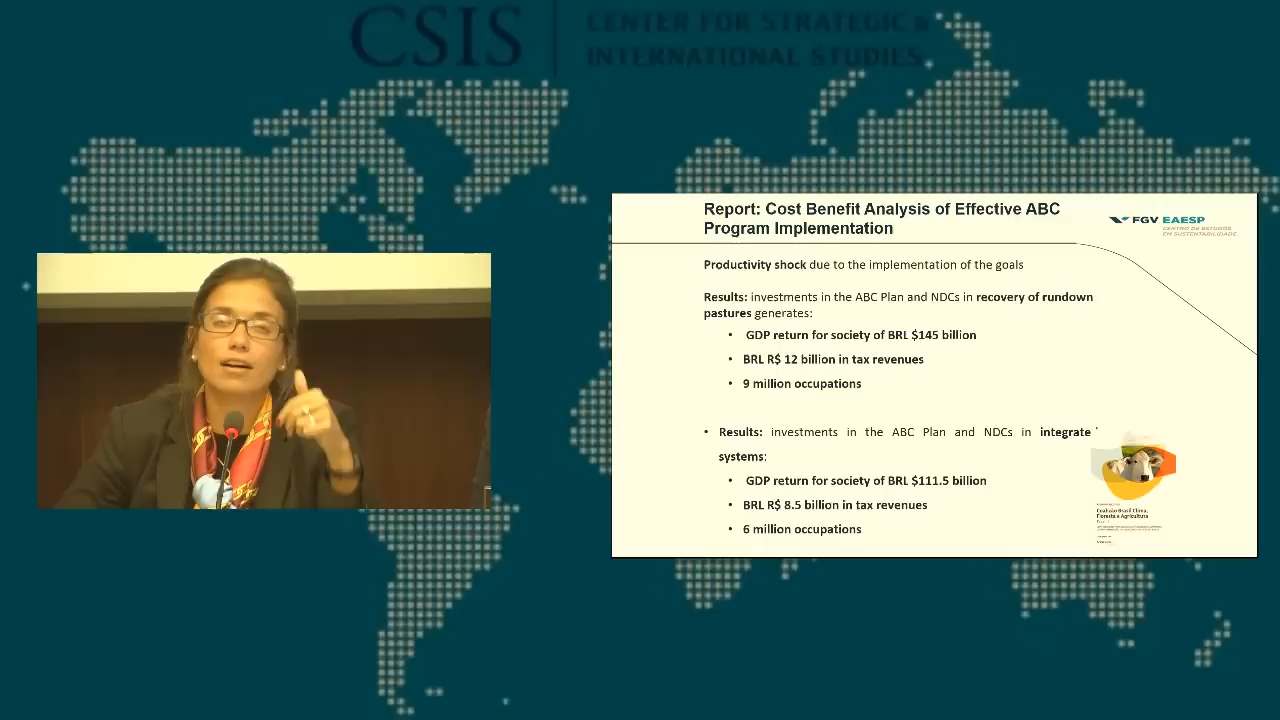 CSIS
CENTER FOR STRATEGIC &
INTERNATIONAL STUDIES
Report: Cost Benefit Analysis of Effective ABC
Program Implementation
FGV EAESP
CENTRO DE ESTUDOS
EM SUSTENTABILIDADE
Productivity shock due to the implementation of the goals
Results: investments in the ABC Plan and NDCs in recovery of rundown
pastures generates:
• GDP return for society of BRL $145 billion
• BRL R$ 12 billion in tax revenues
• 9 million occupations
• Results: investments in the ABC Plan and NDCs in integrate
systems:
• GDP return for society of BRL $111.5 billion
• BRL R$ 8.5 billion in tax revenues
• 6 million occupations
Coalizão Brasil Clima,
Floresta e Agricultura